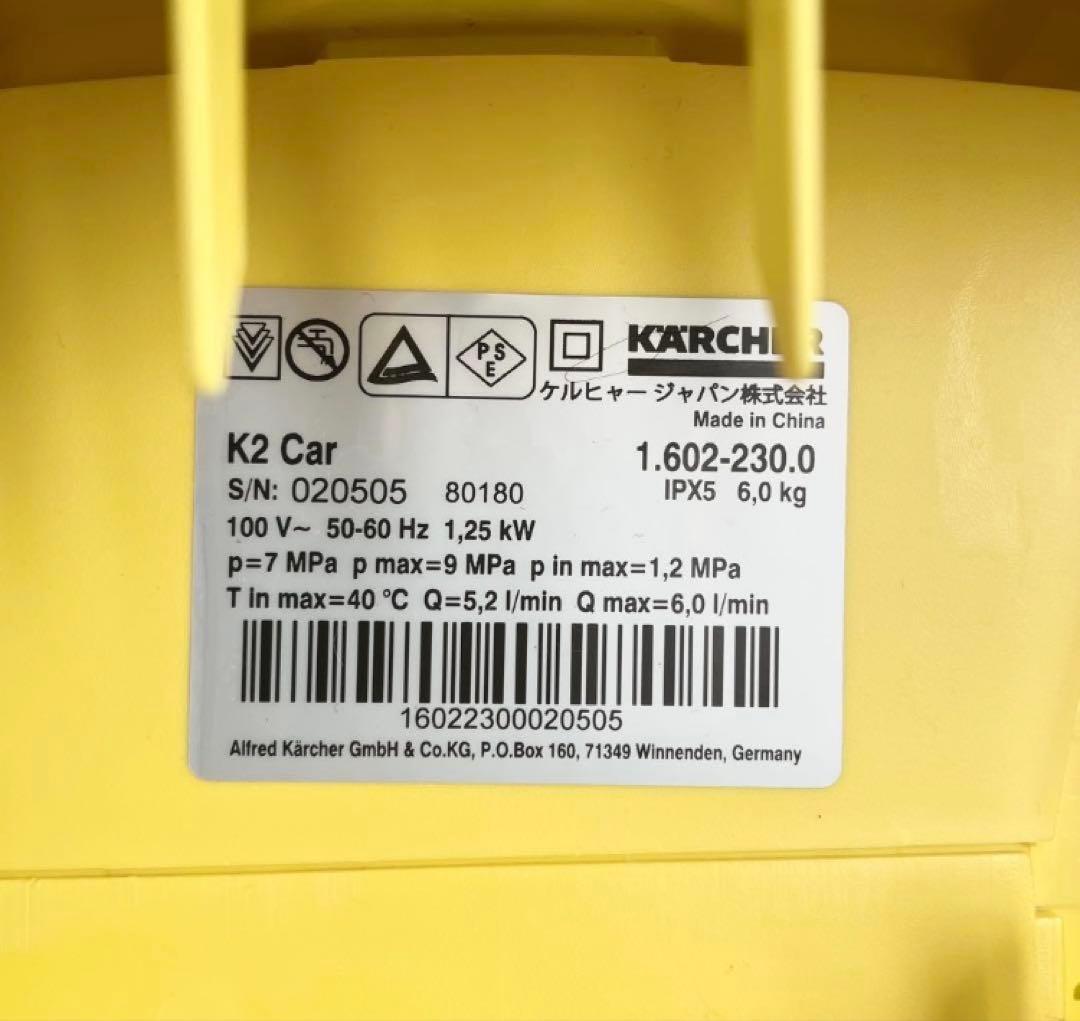 PSE
KÄRCHER
ケルヒャー ジャパン株式会社
Made in China
K2 Car 1.602-230.0
S/N: 020505 80180 IPX5 6,0 kg
100 V~ 50-60 Hz 1,25 kW
p=7 MPa p max=9 MPa p in max=1,2 MPa
T in max=40 °C Q=5,2 l/min Q max=6,0 l/min
16022300020505
Alfred Kärcher GmbH & Co.KG, P.O.Box 160, 71349 Winnenden, Germany